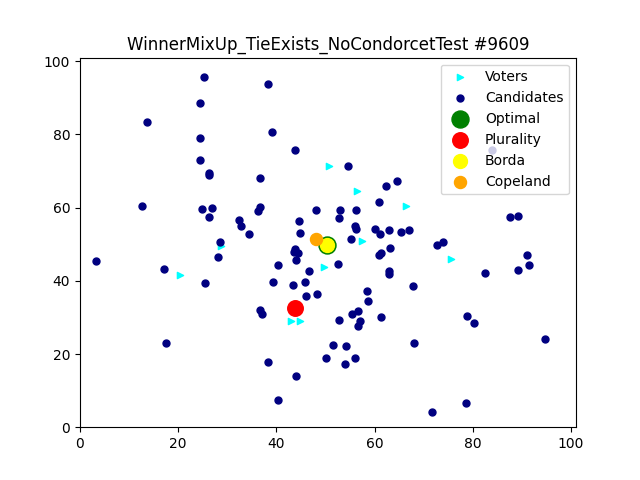 WinnerMixUp_TieExists_NoCondorcetTest #9609
100
80
60
40
20
0
0 20 40 60 80 100
Voters
Candidates
Optimal
Plurality
Borda
Copeland